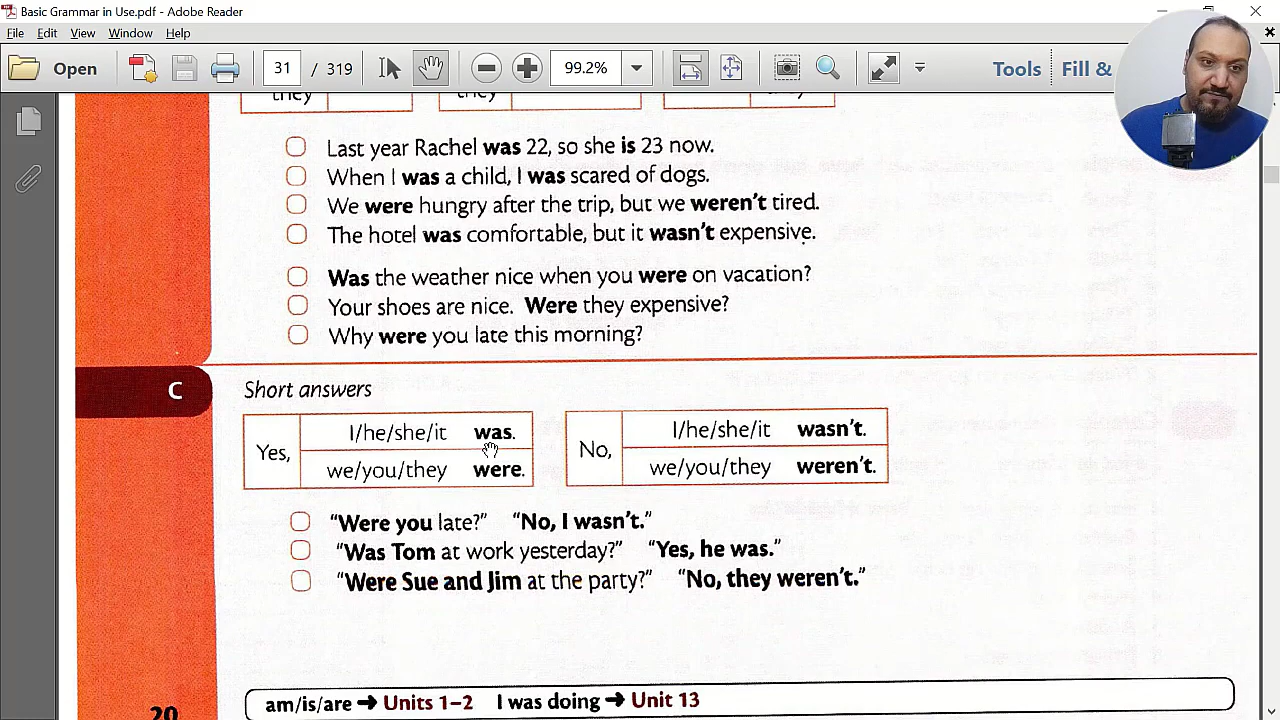 Basic Grammar in Use.pdf - Adobe Reader
File Edit View Window Help
Open 31 / 319 99.2% Tools Fill &
they they they
Last year Rachel was 22, so she is 23 now.
When I was a child, I was scared of dogs.
We were hungry after the trip, but we weren't tired.
The hotel was comfortable, but it wasn't expensive.
Was the weather nice when you were on vacation?
Your shoes are nice. Were they expensive?
Why were you late this morning?
C Short answers
Yes, I/he/she/it was. No, I/he/she/it wasn't.
we/you/they were. we/you/they weren't.
"Were you late?" "No, I wasn't."
"Was Tom at work yesterday?" "Yes, he was."
"Were Sue and Jim at the party?" "No, they weren't."
20 am/is/are ➔ Units 1–2 I was doing ➔ Unit 13